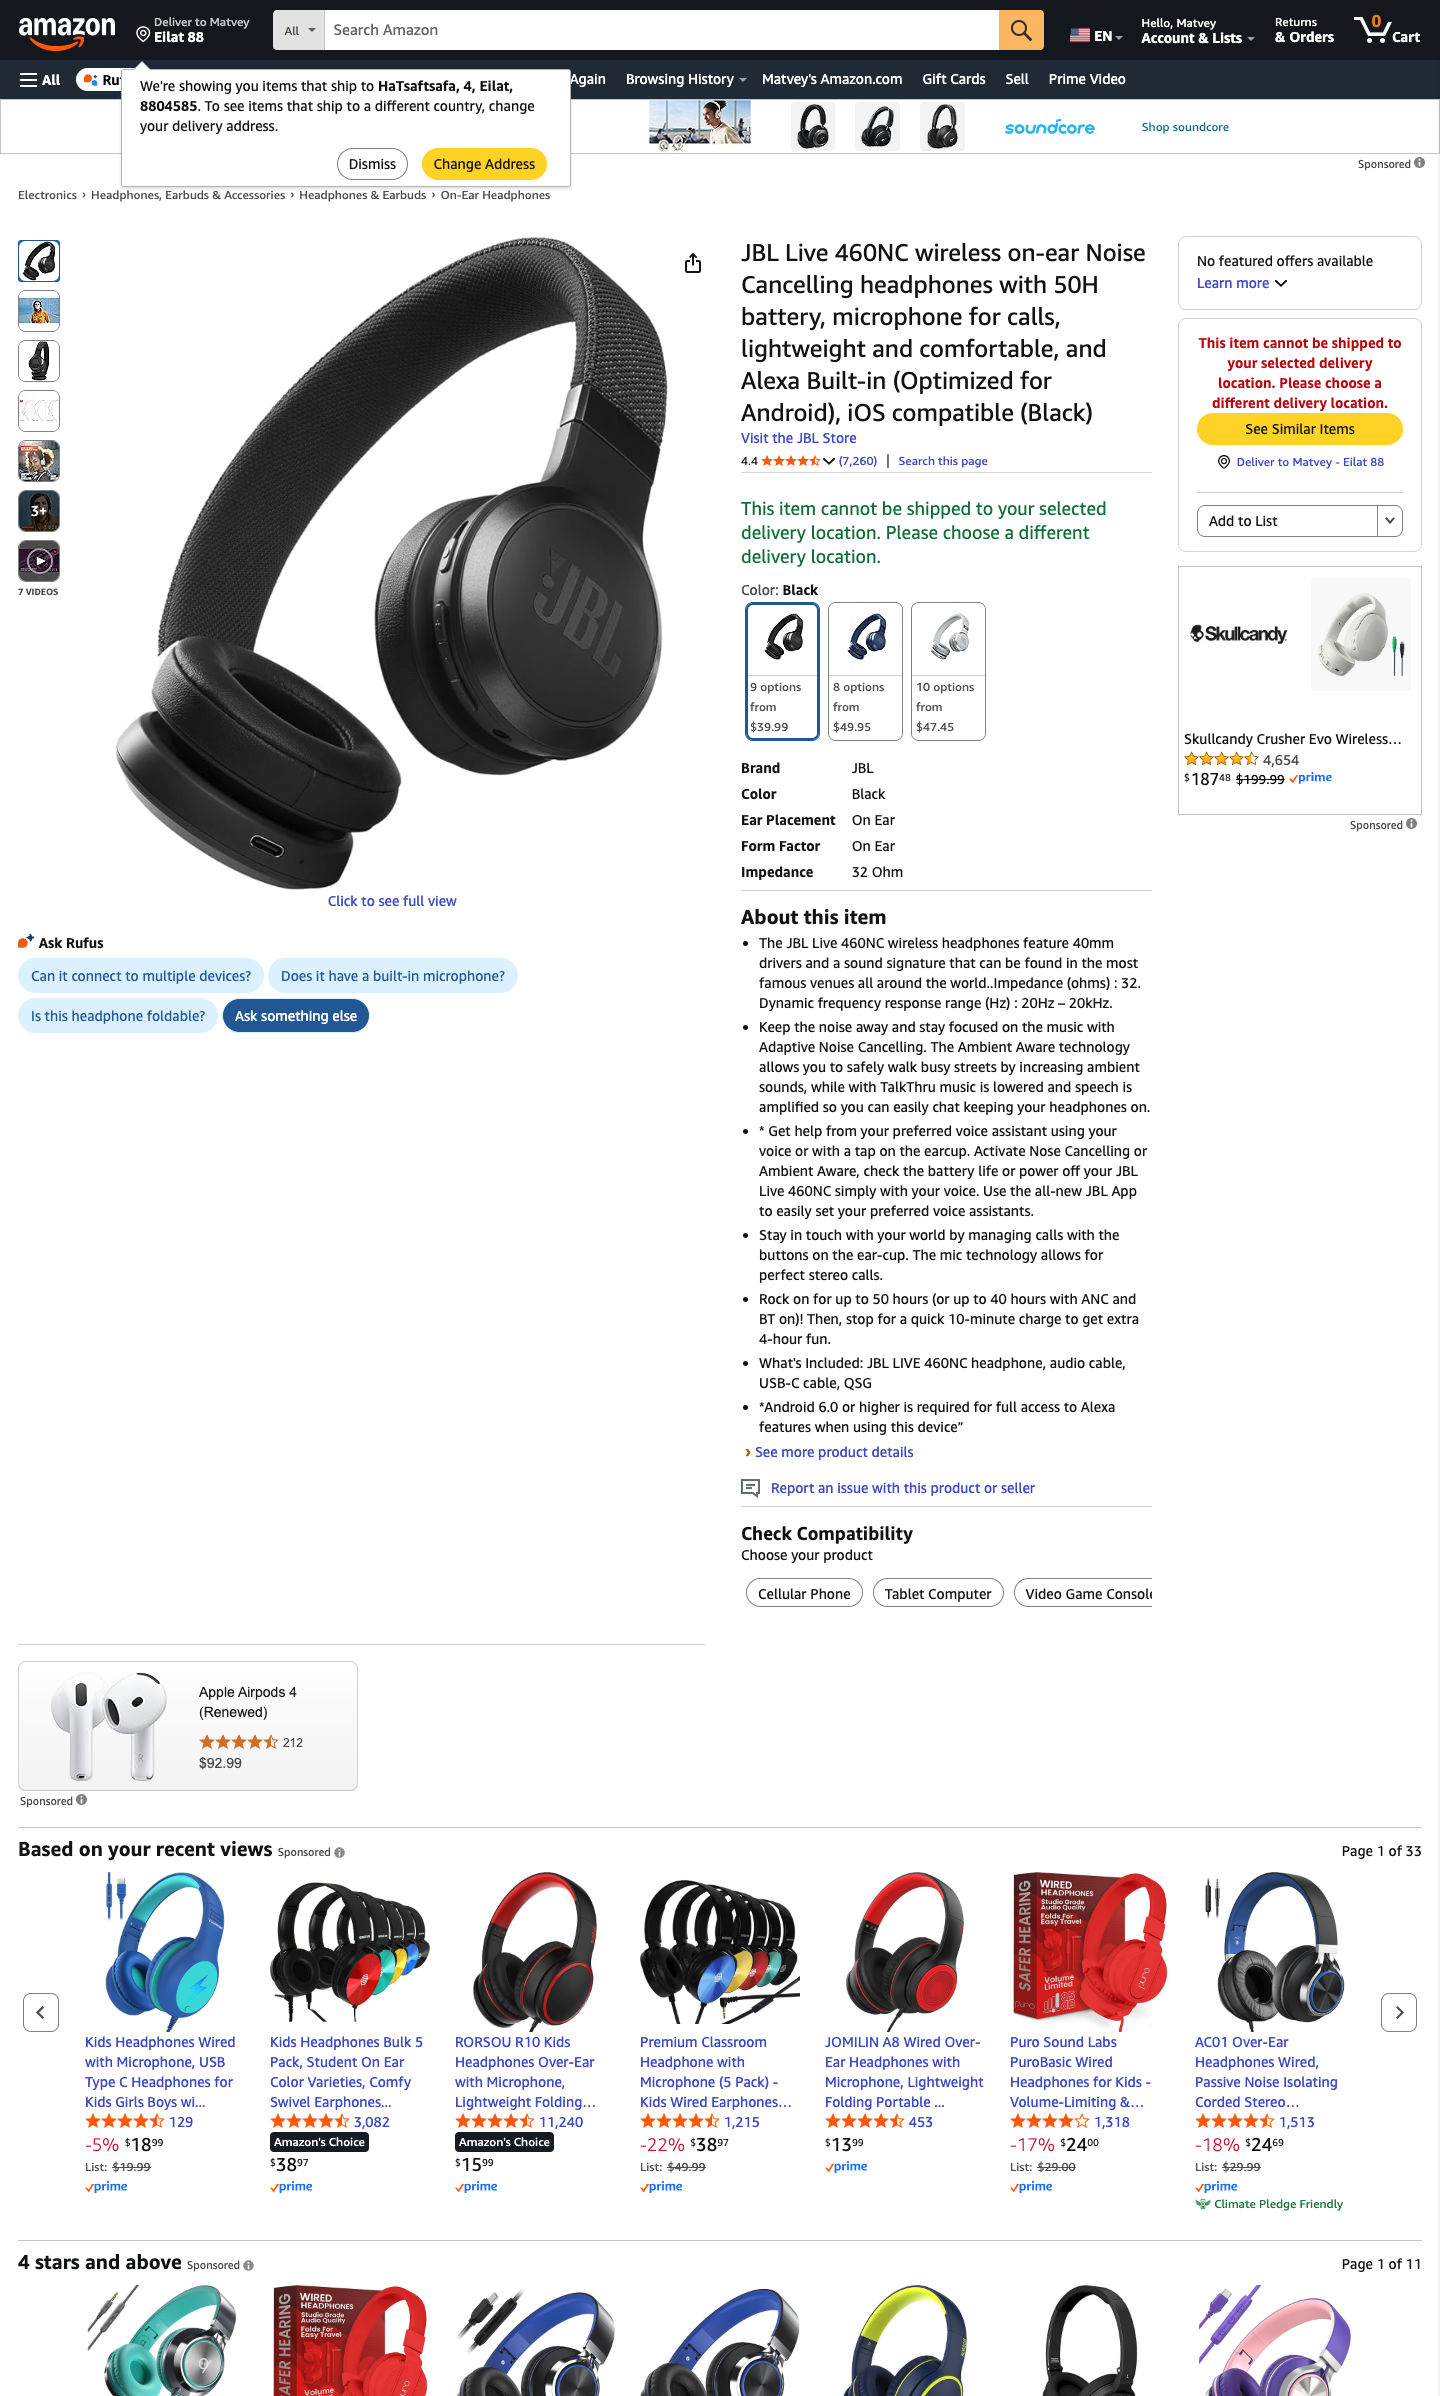 amazon
Deliver to Matvey
Eilat 88
All
Search Amazon
EN
Hello, Matvey
Account & Lists
Returns
& Orders
0
Cart
All
Ru
Again
Browsing History
Matvey's Amazon.com
Gift Cards
Sell
Prime Video
We're showing you items that ship to HaTsaftsafa, 4, Eilat,
8804585. To see items that ship to a different country, change
your delivery address.
Dismiss
Change Address
soundcore
Shop soundcore
Sponsored
Electronics › Headphones, Earbuds & Accessories › Headphones & Earbuds › On-Ear Headphones
3+
7 VIDEOS
JBL
Click to see full view
Ask Rufus
Can it connect to multiple devices?
Does it have a built-in microphone?
Is this headphone foldable?
Ask something else
JBL Live 460NC wireless on-ear Noise
Cancelling headphones with 50H
battery, microphone for calls,
lightweight and comfortable, and
Alexa Built-in (Optimized for
Android), iOS compatible (Black)
Visit the JBL Store
4.4 (7,260) | Search this page
This item cannot be shipped to your selected
delivery location. Please choose a different
delivery location.
Color: Black
9 options
from
$39.99
8 options
from
$49.95
10 options
from
$47.45
Brand JBL
Color Black
Ear Placement On Ear
Form Factor On Ear
Impedance 32 Ohm
About this item
• The JBL Live 460NC wireless headphones feature 40mm
drivers and a sound signature that can be found in the most
famous venues all around the world..Impedance (ohms) : 32.
Dynamic frequency response range (Hz) : 20Hz – 20kHz.
• Keep the noise away and stay focused on the music with
Adaptive Noise Cancelling. The Ambient Aware technology
allows you to safely walk busy streets by increasing ambient
sounds, while with TalkThru music is lowered and speech is
amplified so you can easily chat keeping your headphones on.
• * Get help from your preferred voice assistant using your
voice or with a tap on the earcup. Activate Nose Cancelling or
Ambient Aware, check the battery life or power off your JBL
Live 460NC simply with your voice. Use the all-new JBL App
to easily set your preferred voice assistants.
• Stay in touch with your world by managing calls with the
buttons on the ear-cup. The mic technology allows for
perfect stereo calls.
• Rock on for up to 50 hours (or up to 40 hours with ANC and
BT on)! Then, stop for a quick 10-minute charge to get extra
4-hour fun.
• What's Included: JBL LIVE 460NC headphone, audio cable,
USB-C cable, QSG
• *Android 6.0 or higher is required for full access to Alexa
features when using this device”
› See more product details
Report an issue with this product or seller
Check Compatibility
Choose your product
Cellular Phone
Tablet Computer
Video Game Console
No featured offers available
Learn more
This item cannot be shipped to
your selected delivery
location. Please choose a
different delivery location.
See Similar Items
Deliver to Matvey - Eilat 88
Add to List
Skullcandy
Skullcandy Crusher Evo Wireless...
4,654
$187.48 $199.99 prime
Sponsored
Apple Airpods 4
(Renewed)
212
$92.99
Sponsored
Based on your recent views Sponsored
Page 1 of 33
Kids Headphones Wired
with Microphone, USB
Type C Headphones for
Kids Girls Boys wi...
129
-5% $18.99
List: $19.99
prime
Kids Headphones Bulk 5
Pack, Student On Ear
Color Varieties, Comfy
Swivel Earphones...
3,082
Amazon's Choice
$38.97
prime
RORSOU R10 Kids
Headphones Over-Ear
with Microphone,
Lightweight Folding...
11,240
Amazon's Choice
$15.99
prime
Premium Classroom
Headphone with
Microphone (5 Pack) -
Kids Wired Earphones...
1,215
-22% $38.97
List: $49.99
prime
JOMILIN A8 Wired Over-
Ear Headphones with
Microphone, Lightweight
Folding Portable ...
453
$13.99
prime
SAFER HEARING
WIRED
HEADPHONES
Studio Grade
Audio Quality
Folds For
Easy Travel
Volume
Limited
puro
Puro Sound Labs
PuroBasic Wired
Headphones for Kids -
Volume-Limiting &...
1,318
-17% $24.00
List: $29.00
prime
AC01 Over-Ear
Headphones Wired,
Passive Noise Isolating
Corded Stereo...
1,513
-18% $24.69
List: $29.99
prime
Climate Pledge Friendly
4 stars and above Sponsored
Page 1 of 11
SAFER HEARING
WIRED
HEADPHONES
Studio Grade
Audio Quality
Folds For
Easy Travel
Volume